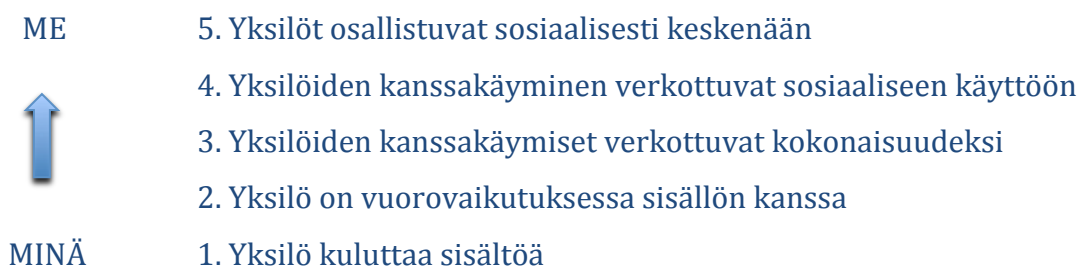 ME 5. Yksilöt osallistuvat sosiaalisesti keskenään
4. Yksilöiden kanssakäyminen verkottuvat sosiaaliseen käyttöön
3. Yksilöiden kanssakäymiset verkottuvat kokonaisuudeksi
2. Yksilö on vuorovaikutuksessa sisällön kanssa
MINÄ 1. Yksilö kuluttaa sisältöä